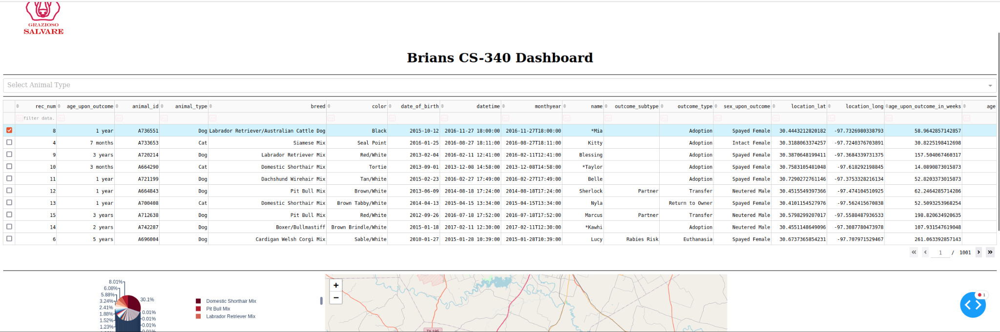 GRAZIOSO
SALVARE
Brians CS-340 Dashboard
Select Animal Type
rec_num age_upon_outcome animal_id animal_type breed color date_of_birth datetime monthyear name outcome_subtype outcome_type sex_upon_outcome location_lat location_long age_upon_outcome_in_weeks age
filter data.
8 1 year A736551 Dog Labrador Retriever/Australian Cattle Dog Black 2015-10-12 2016-11-27 18:00:00 2016-11-27T18:00:00 *Mia Adoption Spayed Female 30.4443212820182 -97.7326980338793 58.9642857142857
4 7 months A733653 Cat Siamese Mix Seal Point 2016-01-25 2016-08-27 18:11:00 2016-08-27T18:11:00 Kitty Adoption Intact Female 30.3188063374257 -97.7240376703891 30.8225198412698
9 3 years A720214 Dog Labrador Retriever Mix Red/White 2013-02-04 2016-02-11 12:41:00 2016-02-11T12:41:00 Blessing Adoption Spayed Female 30.3870648199411 -97.3684339731375 157.504067460317
10 3 months A664290 Cat Domestic Shorthair Mix Tortie 2013-09-01 2013-12-08 14:58:00 2013-12-08T14:58:00 *Taylor Adoption Spayed Female 30.7583105481048 -97.618292198845 14.0890873015873
11 1 year A721199 Dog Dachshund Wirehair Mix Tan/White 2015-02-23 2016-02-27 17:49:00 2016-02-27T17:49:00 Belle Adoption Spayed Female 30.7290272761146 -97.3753328216134 52.8203373015873
12 1 year A664843 Dog Pit Bull Mix Brown/White 2013-06-09 2014-08-18 17:24:00 2014-08-18T17:24:00 Sherlock Partner Transfer Neutered Male 30.4515549397366 -97.474104510925 62.2464285714286
13 1 year A700408 Cat Domestic Shorthair Mix Brown Tabby/White 2014-04-13 2015-04-15 13:34:00 2015-04-15T13:34:00 Nyla Return to Owner Spayed Female 30.4101154527976 -97.562415670838 52.5093253968254
15 3 years A712638 Dog Pit Bull Mix Red/White 2012-09-26 2016-07-18 17:52:00 2016-07-18T17:52:00 Marcus Partner Transfer Neutered Male 30.5798299207017 -97.5588487936533 198.820634920635
14 2 years A742287 Dog Boxer/Bullmastiff Brown Brindle/White 2015-01-18 2017-02-11 12:30:00 2017-02-11T12:30:00 *Kawhi Adoption Neutered Male 30.4551148649096 -97.3087780473978 107.931547619048
6 5 years A696004 Dog Cardigan Welsh Corgi Mix Sable/White 2010-01-27 2015-01-28 10:39:00 2015-01-28T10:39:00 Lucy Rabies Risk Euthanasia Spayed Female 30.6737365854231 -97.707971529467 261.063392857143
1 / 1001
8.01%
6.08%
5.88%
3.24%
2.41%
1.88%
1.52%
1.23%
30.1%
0.01%
0.01%
0.01%
0.01%
Domestic Shorthair Mix
Pit Bull Mix
Labrador Retriever Mix
+
−
TX 195
1